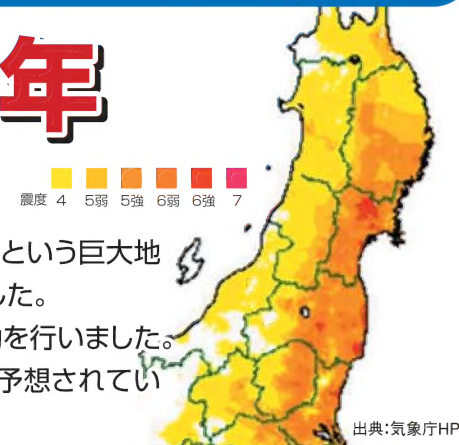 年
震度 4 5弱 5強 6弱 6強 7
という巨大地
した。
を行いました。
予想されてい
出典:気象庁HP